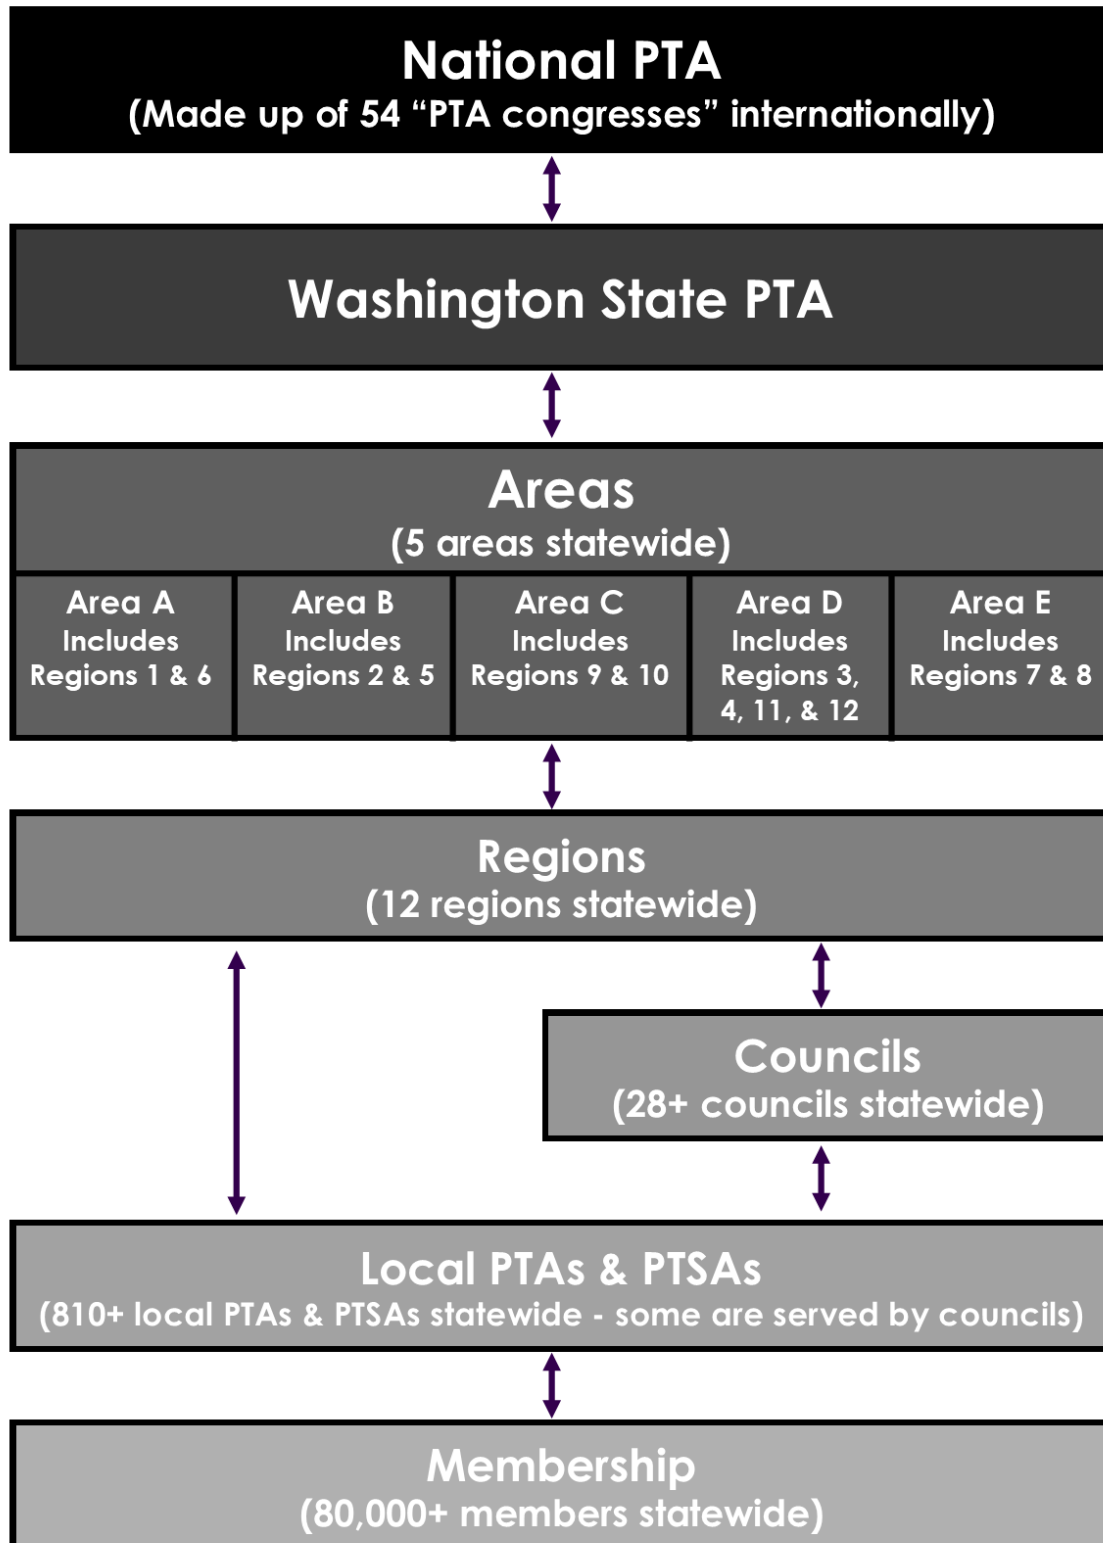 National PTA
(Made up of 54 “PTA congresses” internationally)
Washington State PTA
Areas
(5 areas statewide)
Area A
Includes
Regions 1 & 6
Area B
Includes
Regions 2 & 5
Area C
Includes
Regions 9 & 10
Area D
Includes
Regions 3,
4, 11, & 12
Area E
Includes
Regions 7 & 8
Regions
(12 regions statewide)
Councils
(28+ councils statewide)
Local PTAs & PTSAs
(810+ local PTAs & PTSAs statewide - some are served by councils)
Membership
(80,000+ members statewide)